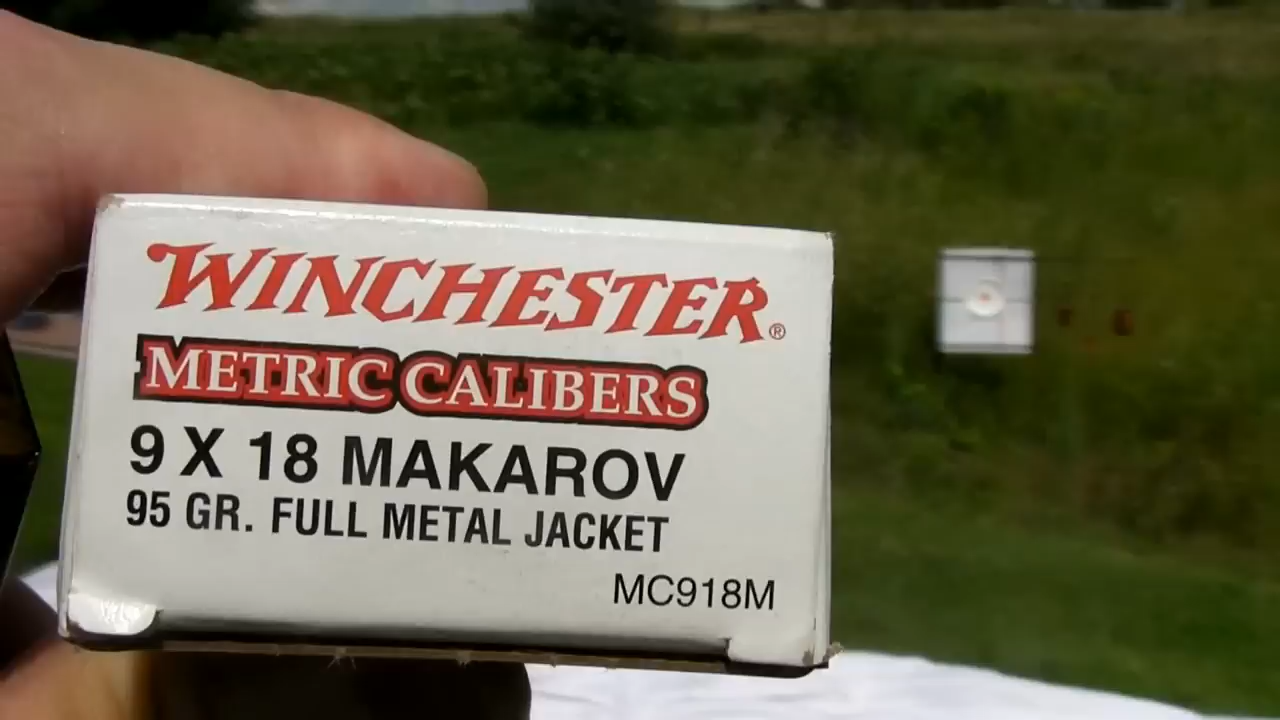 WINCHESTER®
METRIC CALIBERS
9 X 18 MAKAROV
95 GR. FULL METAL JACKET
MC918M